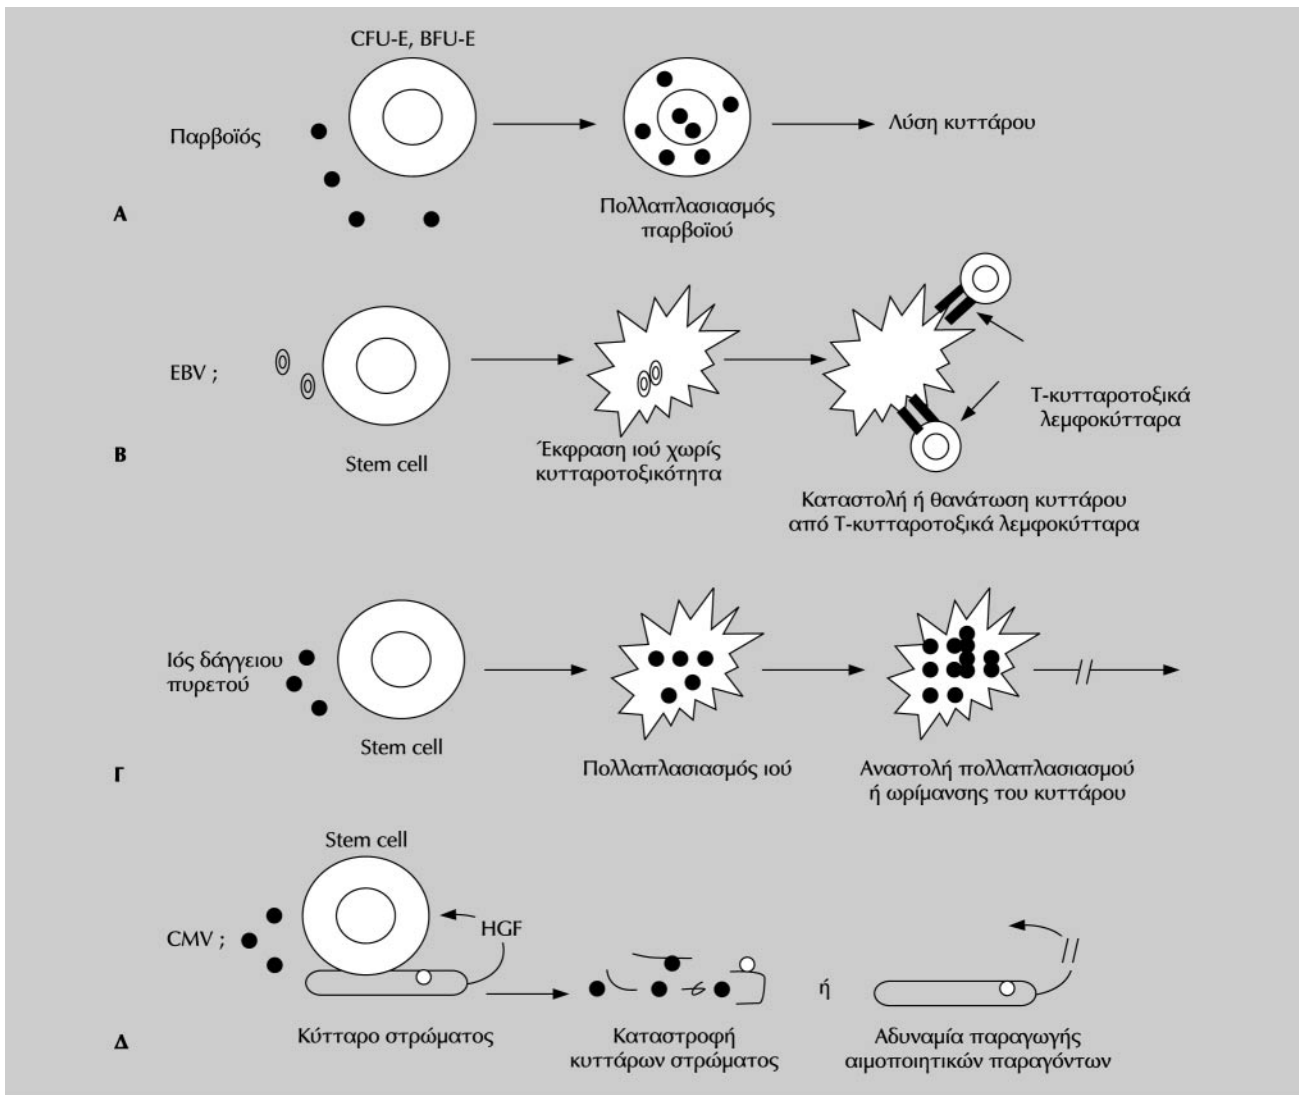 CFU-E, BFU-E
Παρβοϊός
Λύση κυττάρου
Πολλαπλασιασμός
παρβοϊού
Α
EBV ;
Stem cell
Έκφραση ιού χωρίς
κυτταροτοξικότητα
Τ-κυτταροτοξικά
λεμφοκύτταρα
Καταστολή ή θανάτωση κυττάρου
από Τ-κυτταροτοξικά λεμφοκύτταρα
Β
Ιός δάγγειου
πυρετού
Stem cell
Πολλαπλασιασμός ιού
Αναστολή πολλαπλασιασμού
ή ωρίμανσης του κυττάρου
Γ
Stem cell
CMV ;
HGF
ή
Κύτταρο στρώματος
Καταστροφή
κυττάρων στρώματος
Αδυναμία παραγωγής
αιμοποιητικών παραγόντων
Δ